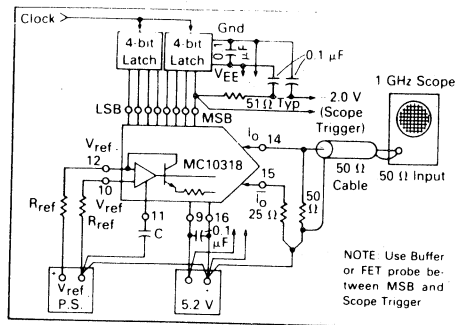 Clock
Gnd
4-bit
Latch
4-bit
Latch
0.1
μF
0.1 μF
VEE
1 GHz Scope
51 Ω Typ
-2.0 V
(Scope
Trigger)
LSB
MSB
Io 14
Vref
12
MC10318
15
Io
50 Ω
Cable
50 Ω Input
10
Vref
Rref
Rref
11
C
9
16
25 Ω
50
Ω
0.1
μF
NOTE Use Buffer
or FET probe be-
tween MSB and
Scope Trigger
+
-
Vref
P.S.
5.2 V